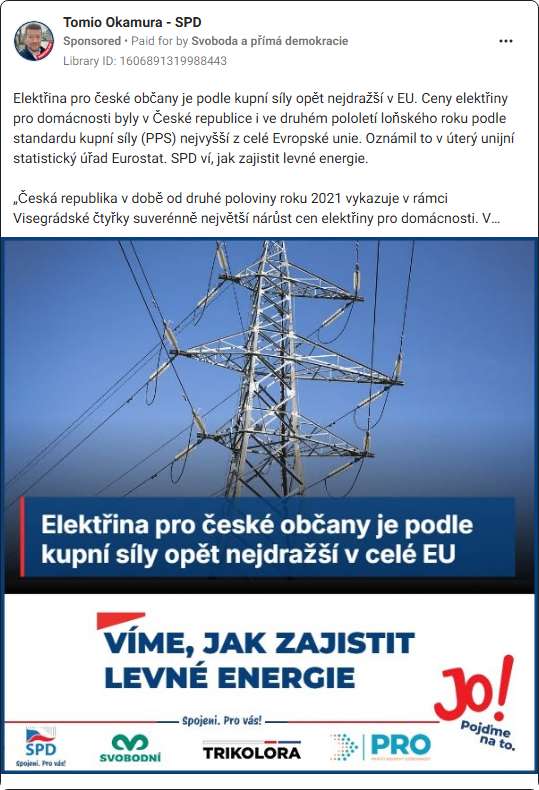 Tomio Okamura - SPD
Sponsored • Paid for by Svoboda a přímá demokracie
Library ID: 1606891319988443
Elektřina pro české občany je podle kupní síly opět nejdražší v EU. Ceny elektřiny
pro domácnosti byly v České republice i ve druhém pololetí loňského roku podle
standardu kupní síly (PPS) nejvyšší z celé Evropské unie. Oznámil to v úterý unijní
statistický úřad Eurostat. SPD ví, jak zajistit levné energie.
„Česká republika v době od druhé poloviny roku 2021 vykazuje v rámci
Visegrádské čtyřky suverénně největší nárůst cen elektřiny pro domácnosti. V…
Elektřina pro české občany je podle
kupní síly opět nejdražší v celé EU
VÍME, JAK ZAJISTIT
LEVNÉ ENERGIE
Jo!
Pojďme
na to.
Spojeni. Pro vás!
SPD
Spojeni. Pro vás!
SVOBODNÍ
TRIKOLORA
PRO